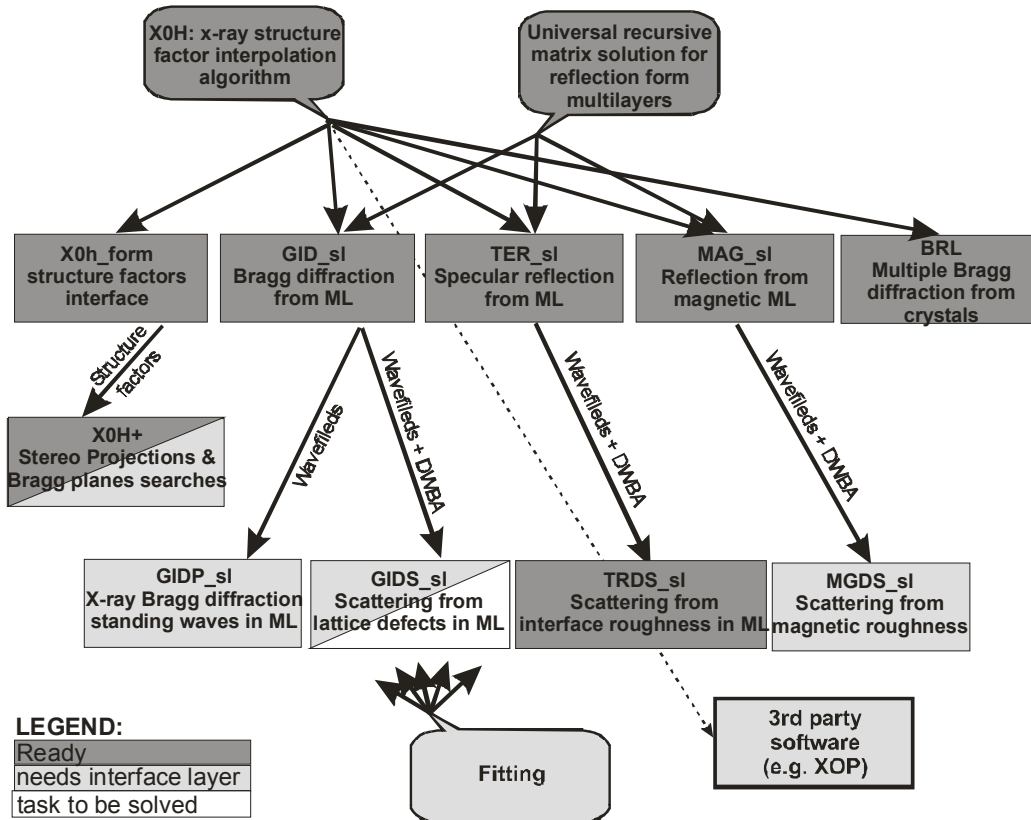 X0H: x-ray structure
factor interpolation
algorithm
Universal recursive
matrix solution for
reflection form
multilayers
X0h_form
structure factors
interface
GID_sl
Bragg diffraction
from ML
TER_sl
Specular reflection
from ML
MAG_sl
Reflection from
magnetic ML
BRL
Multiple Bragg
diffraction from
crystals
Structure
factors
Wavefileds
Wavefileds + DWBA
Wavefileds + DWBA
Wavefileds + DWBA
X0H+
Stereo Projections &
Bragg planes searches
GIDP_sl
X-ray Bragg diffraction
standing waves in ML
GIDS_sl
Scattering from
lattice defects in ML
TRDS_sl
Scattering from
interface roughness in ML
MGDS_sl
Scattering from
magnetic roughness
Fitting
3rd party
software
(e.g. XOP)
LEGEND:
Ready
needs interface layer
task to be solved